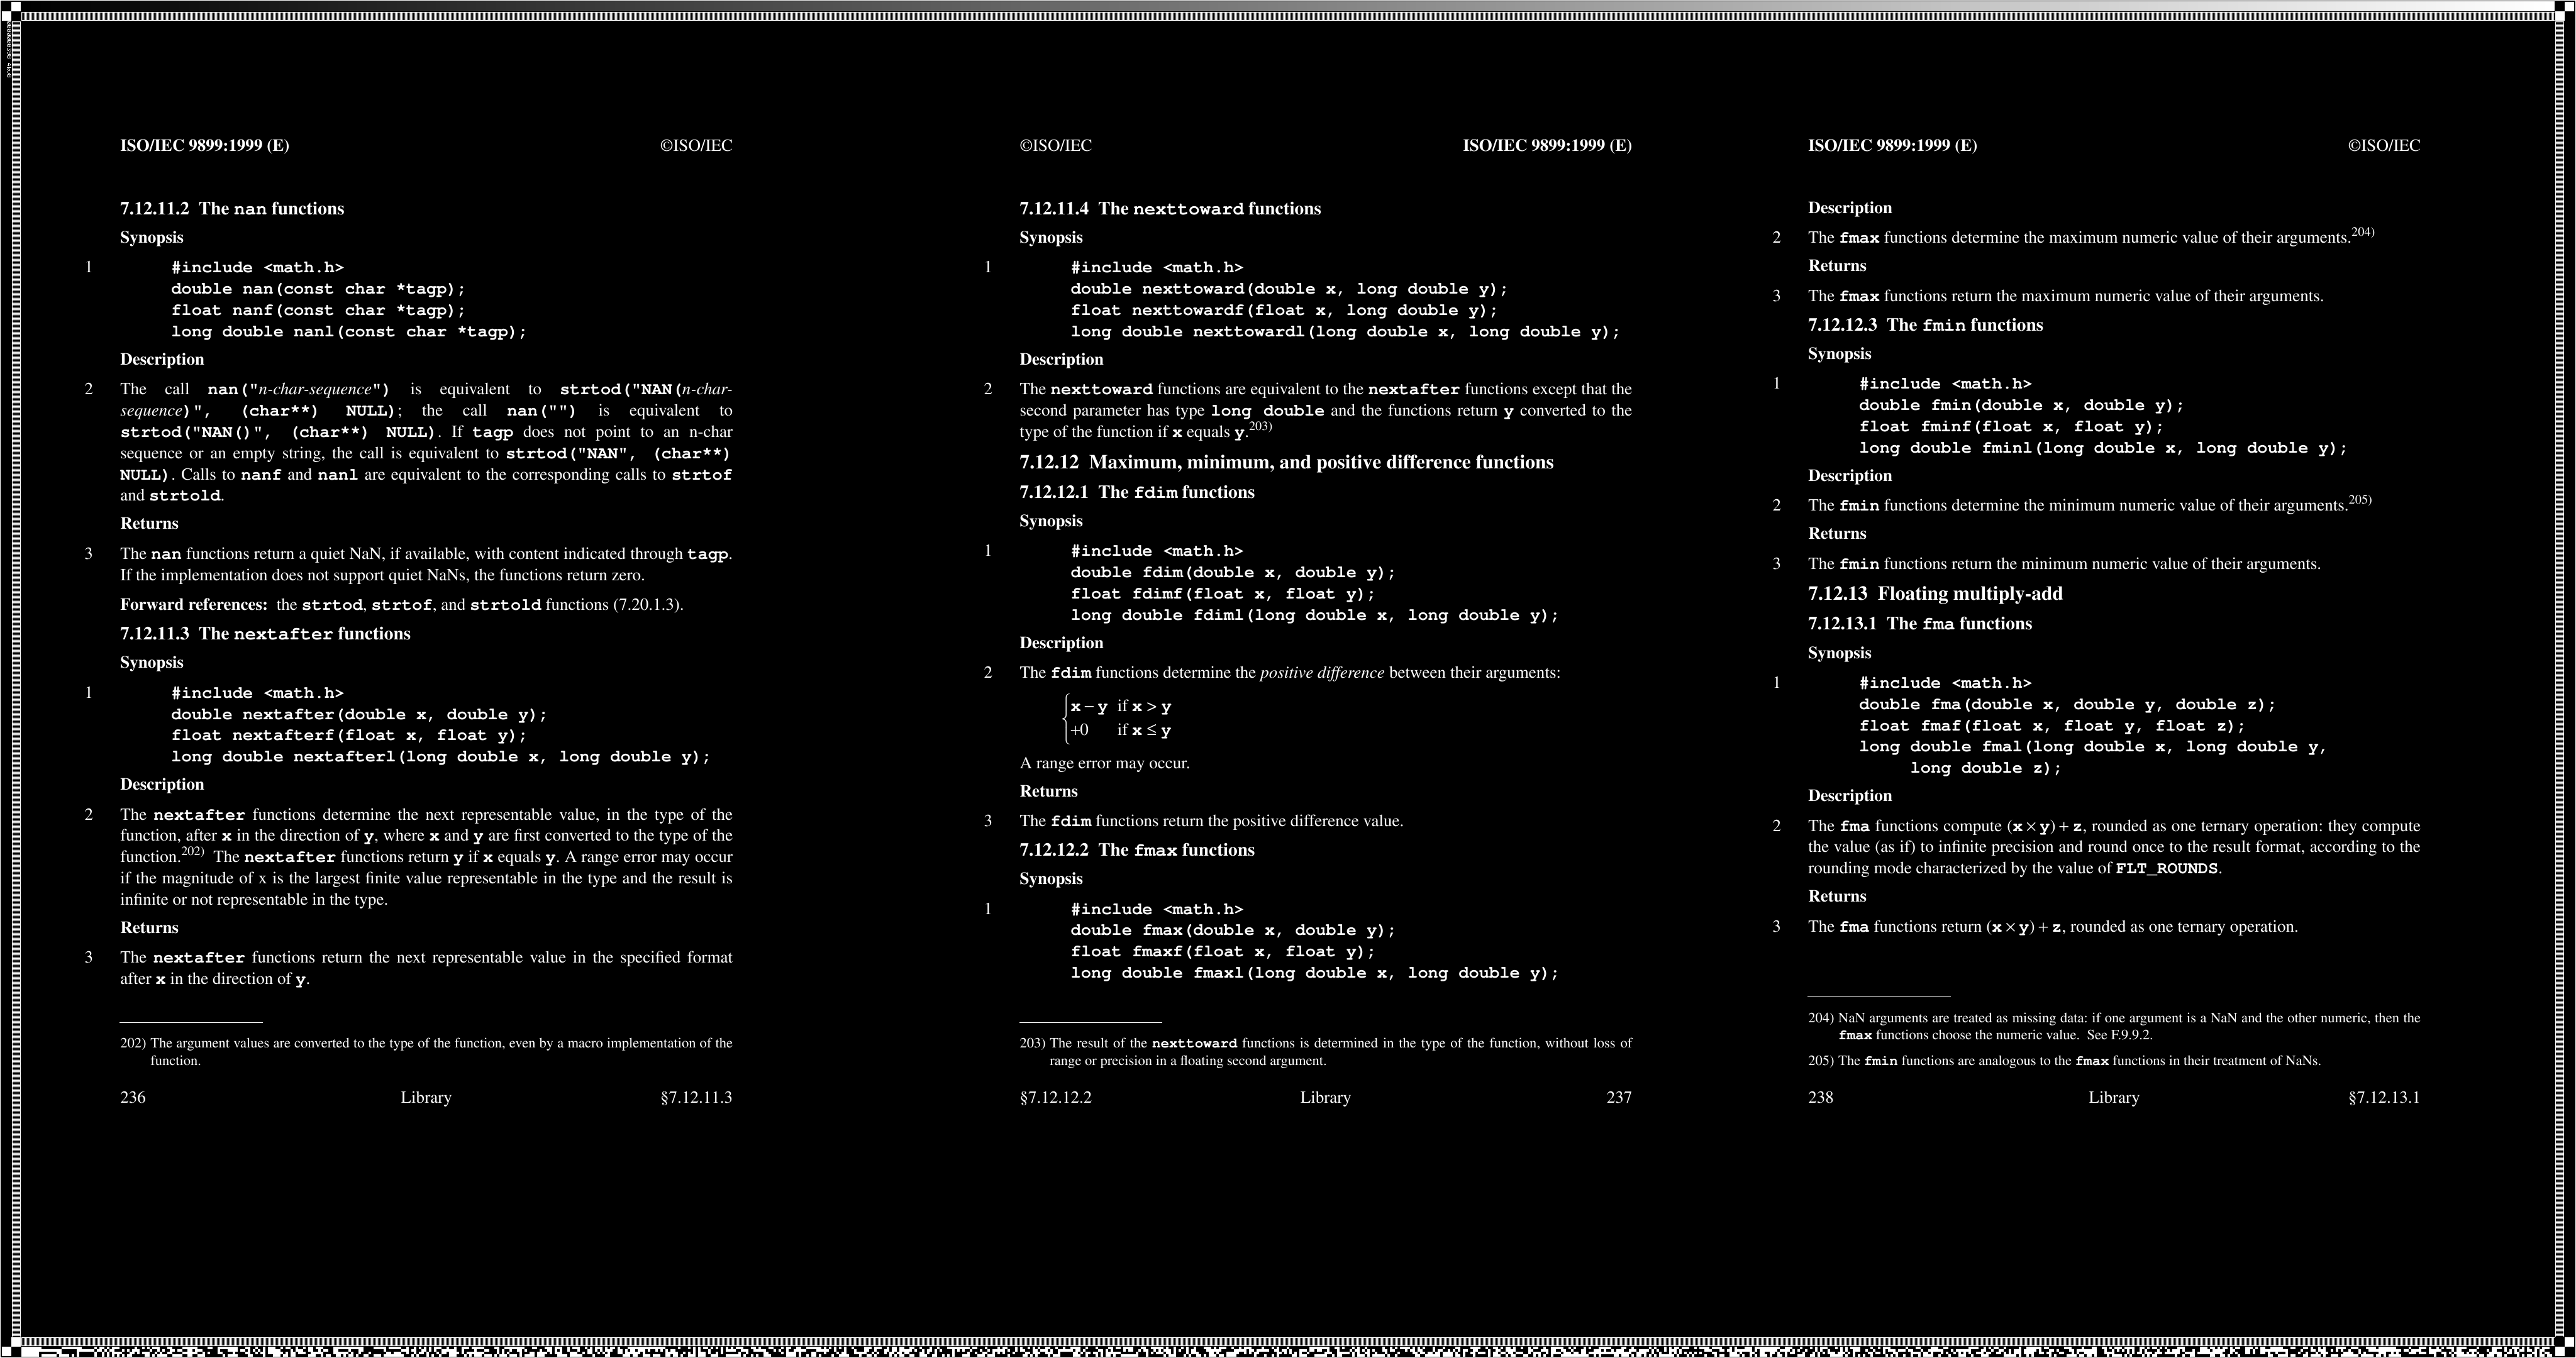 ISO/IEC 9899:1999 (E) ©ISO/IEC
7.12.11.2 The nan functions
Synopsis
1 #include <math.h>
double nan(const char *tagp);
float nanf(const char *tagp);
long double nanl(const char *tagp);
Description
2 The call nan("n-char-sequence") is equivalent to strtod("NAN(n-char-
sequence)", (char**) NULL); the call nan("") is equivalent to
strtod("NAN()", (char**) NULL). If tagp does not point to an n-char
sequence or an empty string, the call is equivalent to strtod("NAN", (char**)
NULL). Calls to nanf and nanl are equivalent to the corresponding calls to strtof
and strtold.
Returns
3 The nan functions return a quiet NaN, if available, with content indicated through tagp.
If the implementation does not support quiet NaNs, the functions return zero.
Forward references: the strtod, strtof, and strtold functions (7.20.1.3).
7.12.11.3 The nextafter functions
Synopsis
1 #include <math.h>
double nextafter(double x, double y);
float nextafterf(float x, float y);
long double nextafterl(long double x, long double y);
Description
2 The nextafter functions determine the next representable value, in the type of the
function, after x in the direction of y, where x and y are first converted to the type of the
function.202) The nextafter functions return y if x equals y. A range error may occur
if the magnitude of x is the largest finite value representable in the type and the result is
infinite or not representable in the type.
Returns
3 The nextafter functions return the next representable value in the specified format
after x in the direction of y.
202) The argument values are converted to the type of the function, even by a macro implementation of the
function.
236 Library §7.12.11.3
©ISO/IEC ISO/IEC 9899:1999 (E)
7.12.11.4 The nexttoward functions
Synopsis
1 #include <math.h>
double nexttoward(double x, long double y);
float nexttowardf(float x, long double y);
long double nexttowardl(long double x, long double y);
Description
2 The nexttoward functions are equivalent to the nextafter functions except that the
second parameter has type long double and the functions return y converted to the
type of the function if x equals y.203)
7.12.12 Maximum, minimum, and positive difference functions
7.12.12.1 The fdim functions
Synopsis
1 #include <math.h>
double fdim(double x, double y);
float fdimf(float x, float y);
long double fdiml(long double x, long double y);
Description
2 The fdim functions determine the positive difference between their arguments:
x − y if x > y
+0 if x ≤ y
A range error may occur.
Returns
3 The fdim functions return the positive difference value.
7.12.12.2 The fmax functions
Synopsis
1 #include <math.h>
double fmax(double x, double y);
float fmaxf(float x, float y);
long double fmaxl(long double x, long double y);
203) The result of the nexttoward functions is determined in the type of the function, without loss of
range or precision in a floating second argument.
§7.12.12.2 Library 237
ISO/IEC 9899:1999 (E) ©ISO/IEC
Description
2 The fmax functions determine the maximum numeric value of their arguments.204)
Returns
3 The fmax functions return the maximum numeric value of their arguments.
7.12.12.3 The fmin functions
Synopsis
1 #include <math.h>
double fmin(double x, double y);
float fminf(float x, float y);
long double fminl(long double x, long double y);
Description
2 The fmin functions determine the minimum numeric value of their arguments.205)
Returns
3 The fmin functions return the minimum numeric value of their arguments.
7.12.13 Floating multiply-add
7.12.13.1 The fma functions
Synopsis
1 #include <math.h>
double fma(double x, double y, double z);
float fmaf(float x, float y, float z);
long double fmal(long double x, long double y,
long double z);
Description
2 The fma functions compute (x × y) + z, rounded as one ternary operation: they compute
the value (as if) to infinite precision and round once to the result format, according to the
rounding mode characterized by the value of FLT_ROUNDS.
Returns
3 The fma functions return (x × y) + z, rounded as one ternary operation.
204) NaN arguments are treated as missing data: if one argument is a NaN and the other numeric, then the
fmax functions choose the numeric value. See F.9.9.2.
205) The fmin functions are analogous to the fmax functions in their treatment of NaNs.
238 Library §7.12.13.1